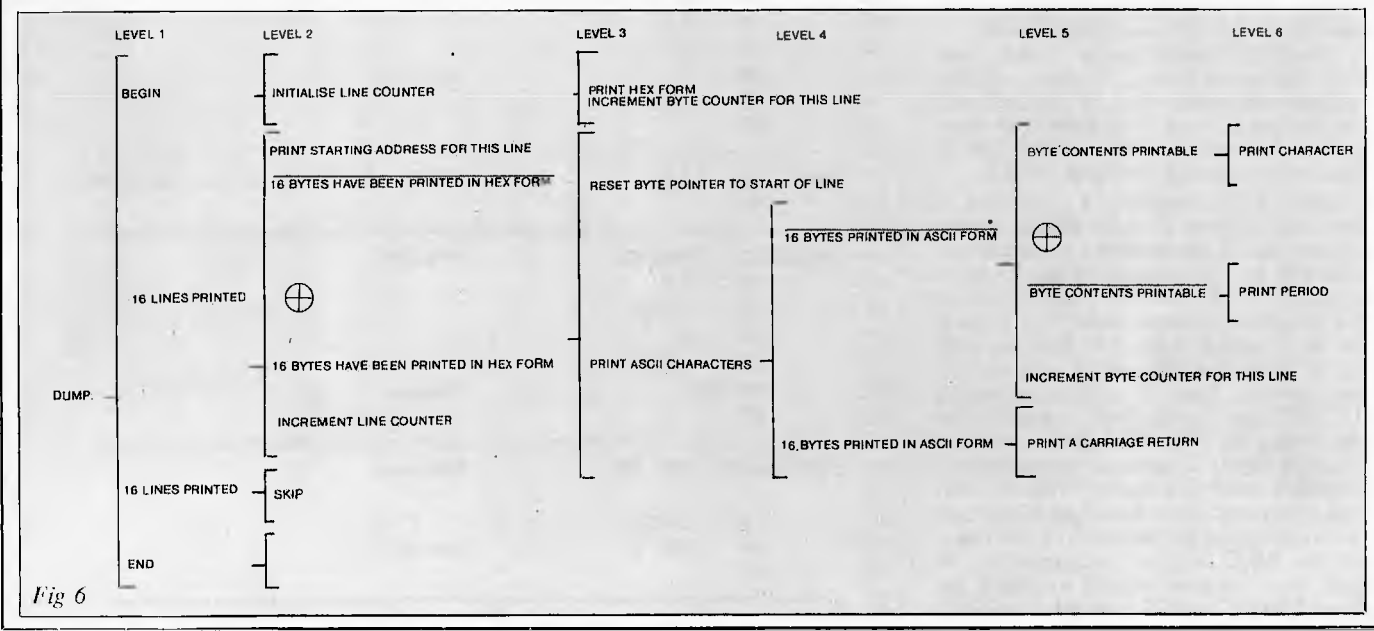 LEVEL 1 LEVEL 2 LEVEL 3 LEVEL 4 LEVEL 5 LEVEL 6
BEGIN
INITIALISE LINE COUNTER
PRINT HEX FORM
INCREMENT BYTE COUNTER FOR THIS LINE
PRINT STARTING ADDRESS FOR THIS LINE
BYTE CONTENTS PRINTABLE
PRINT CHARACTER
16 BYTES HAVE BEEN PRINTED IN HEX FORM
RESET BYTE POINTER TO START OF LINE
16 BYTES PRINTED IN ASCII FORM
16 LINES PRINTED
BYTE CONTENTS PRINTABLE
PRINT PERIOD
16 BYTES HAVE BEEN PRINTED IN HEX FORM
PRINT ASCII CHARACTERS
INCREMENT BYTE COUNTER FOR THIS LINE
DUMP.
INCREMENT LINE COUNTER
16 BYTES PRINTED IN ASCII FORM
PRINT A CARRIAGE RETURN
16 LINES PRINTED
SKIP
END
Fig 6